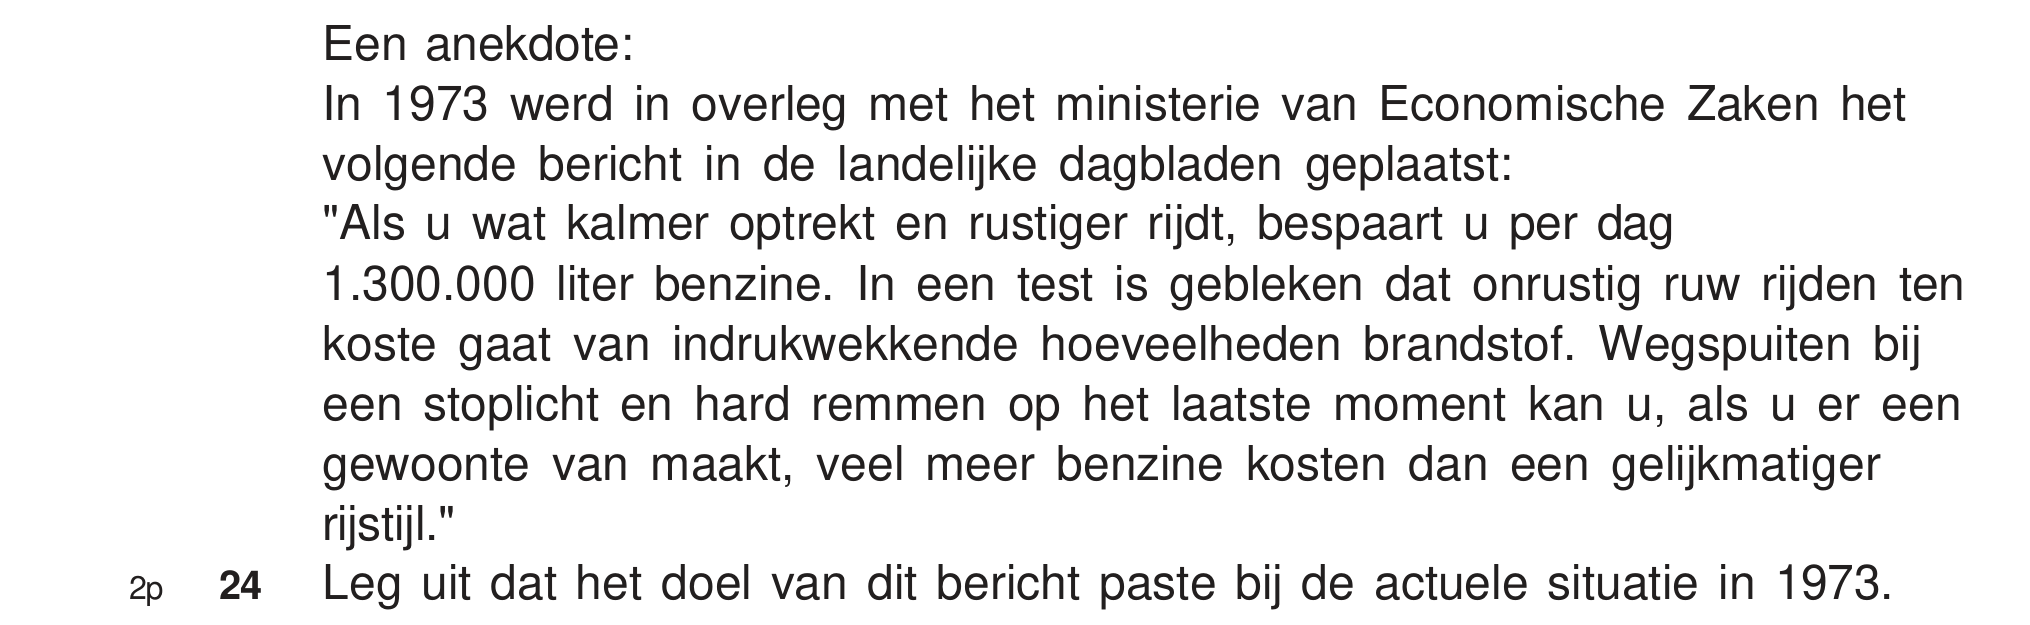 Een anekdote:
In 1973 werd in overleg met het ministerie van Economische Zaken het
volgende bericht in de landelijke dagbladen geplaatst:
"Als u wat kalmer optrekt en rustiger rijdt, bespaart u per dag
1.300.000 liter benzine. In een test is gebleken dat onrustig ruw rijden ten
koste gaat van indrukwekkende hoeveelheden brandstof. Wegspuiten bij
een stoplicht en hard remmen op het laatste moment kan u, als u er een
gewoonte van maakt, veel meer benzine kosten dan een gelijkmatiger
rijstijl."
2p 24 Leg uit dat het doel van dit bericht paste bij de actuele situatie in 1973.